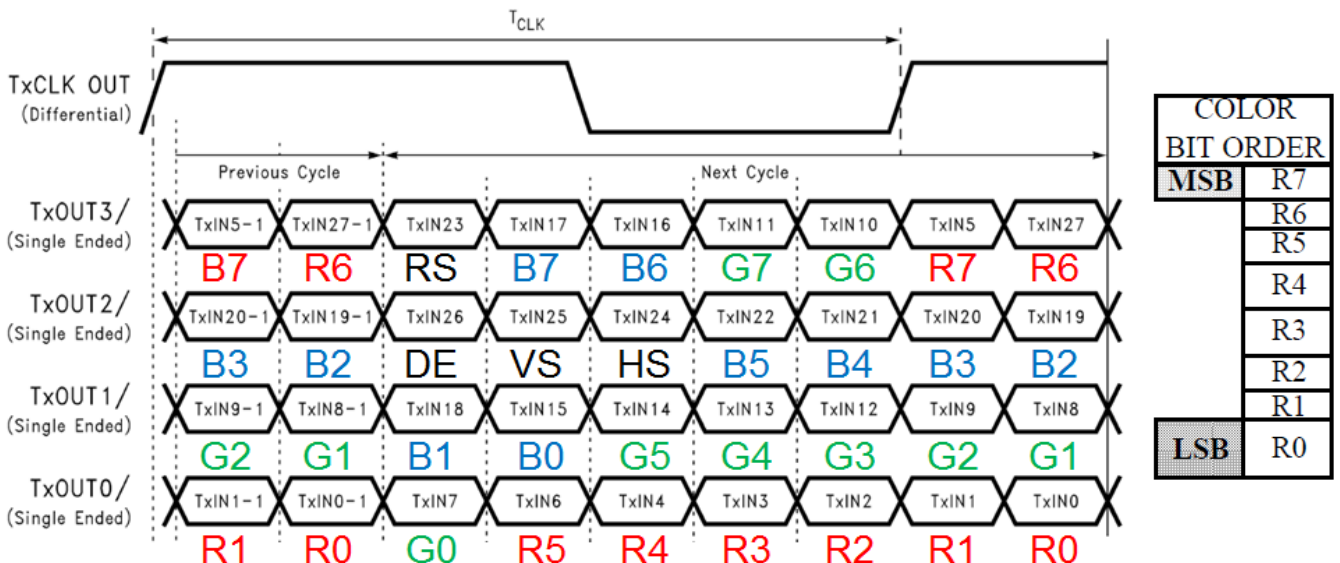 TCLK
TxCLK OUT
(Differential)
Previous Cycle Next Cycle
TxOUT3/
(Single Ended)
TxIN5-1 TxIN27-1 TxIN23 TxIN17 TxIN16 TxIN11 TxIN10 TxIN5 TxIN27
B7 R6 RS B7 B6 G7 G6 R7 R6
TxOUT2/
(Single Ended)
TxIN20-1 TxIN19-1 TxIN26 TxIN25 TxIN24 TxIN22 TxIN21 TxIN20 TxIN19
B3 B2 DE VS HS B5 B4 B3 B2
TxOUT1/
(Single Ended)
TxIN9-1 TxIN8-1 TxIN18 TxIN15 TxIN14 TxIN13 TxIN12 TxIN9 TxIN8
G2 G1 B1 B0 G5 G4 G3 G2 G1
TxOUT0/
(Single Ended)
TxIN1-1 TxIN0-1 TxIN7 TxIN6 TxIN4 TxIN3 TxIN2 TxIN1 TxIN0
R1 R0 G0 R5 R4 R3 R2 R1 R0
COLOR
BIT ORDER
MSB R7
R6
R5
R4
R3
R2
R1
LSB R0